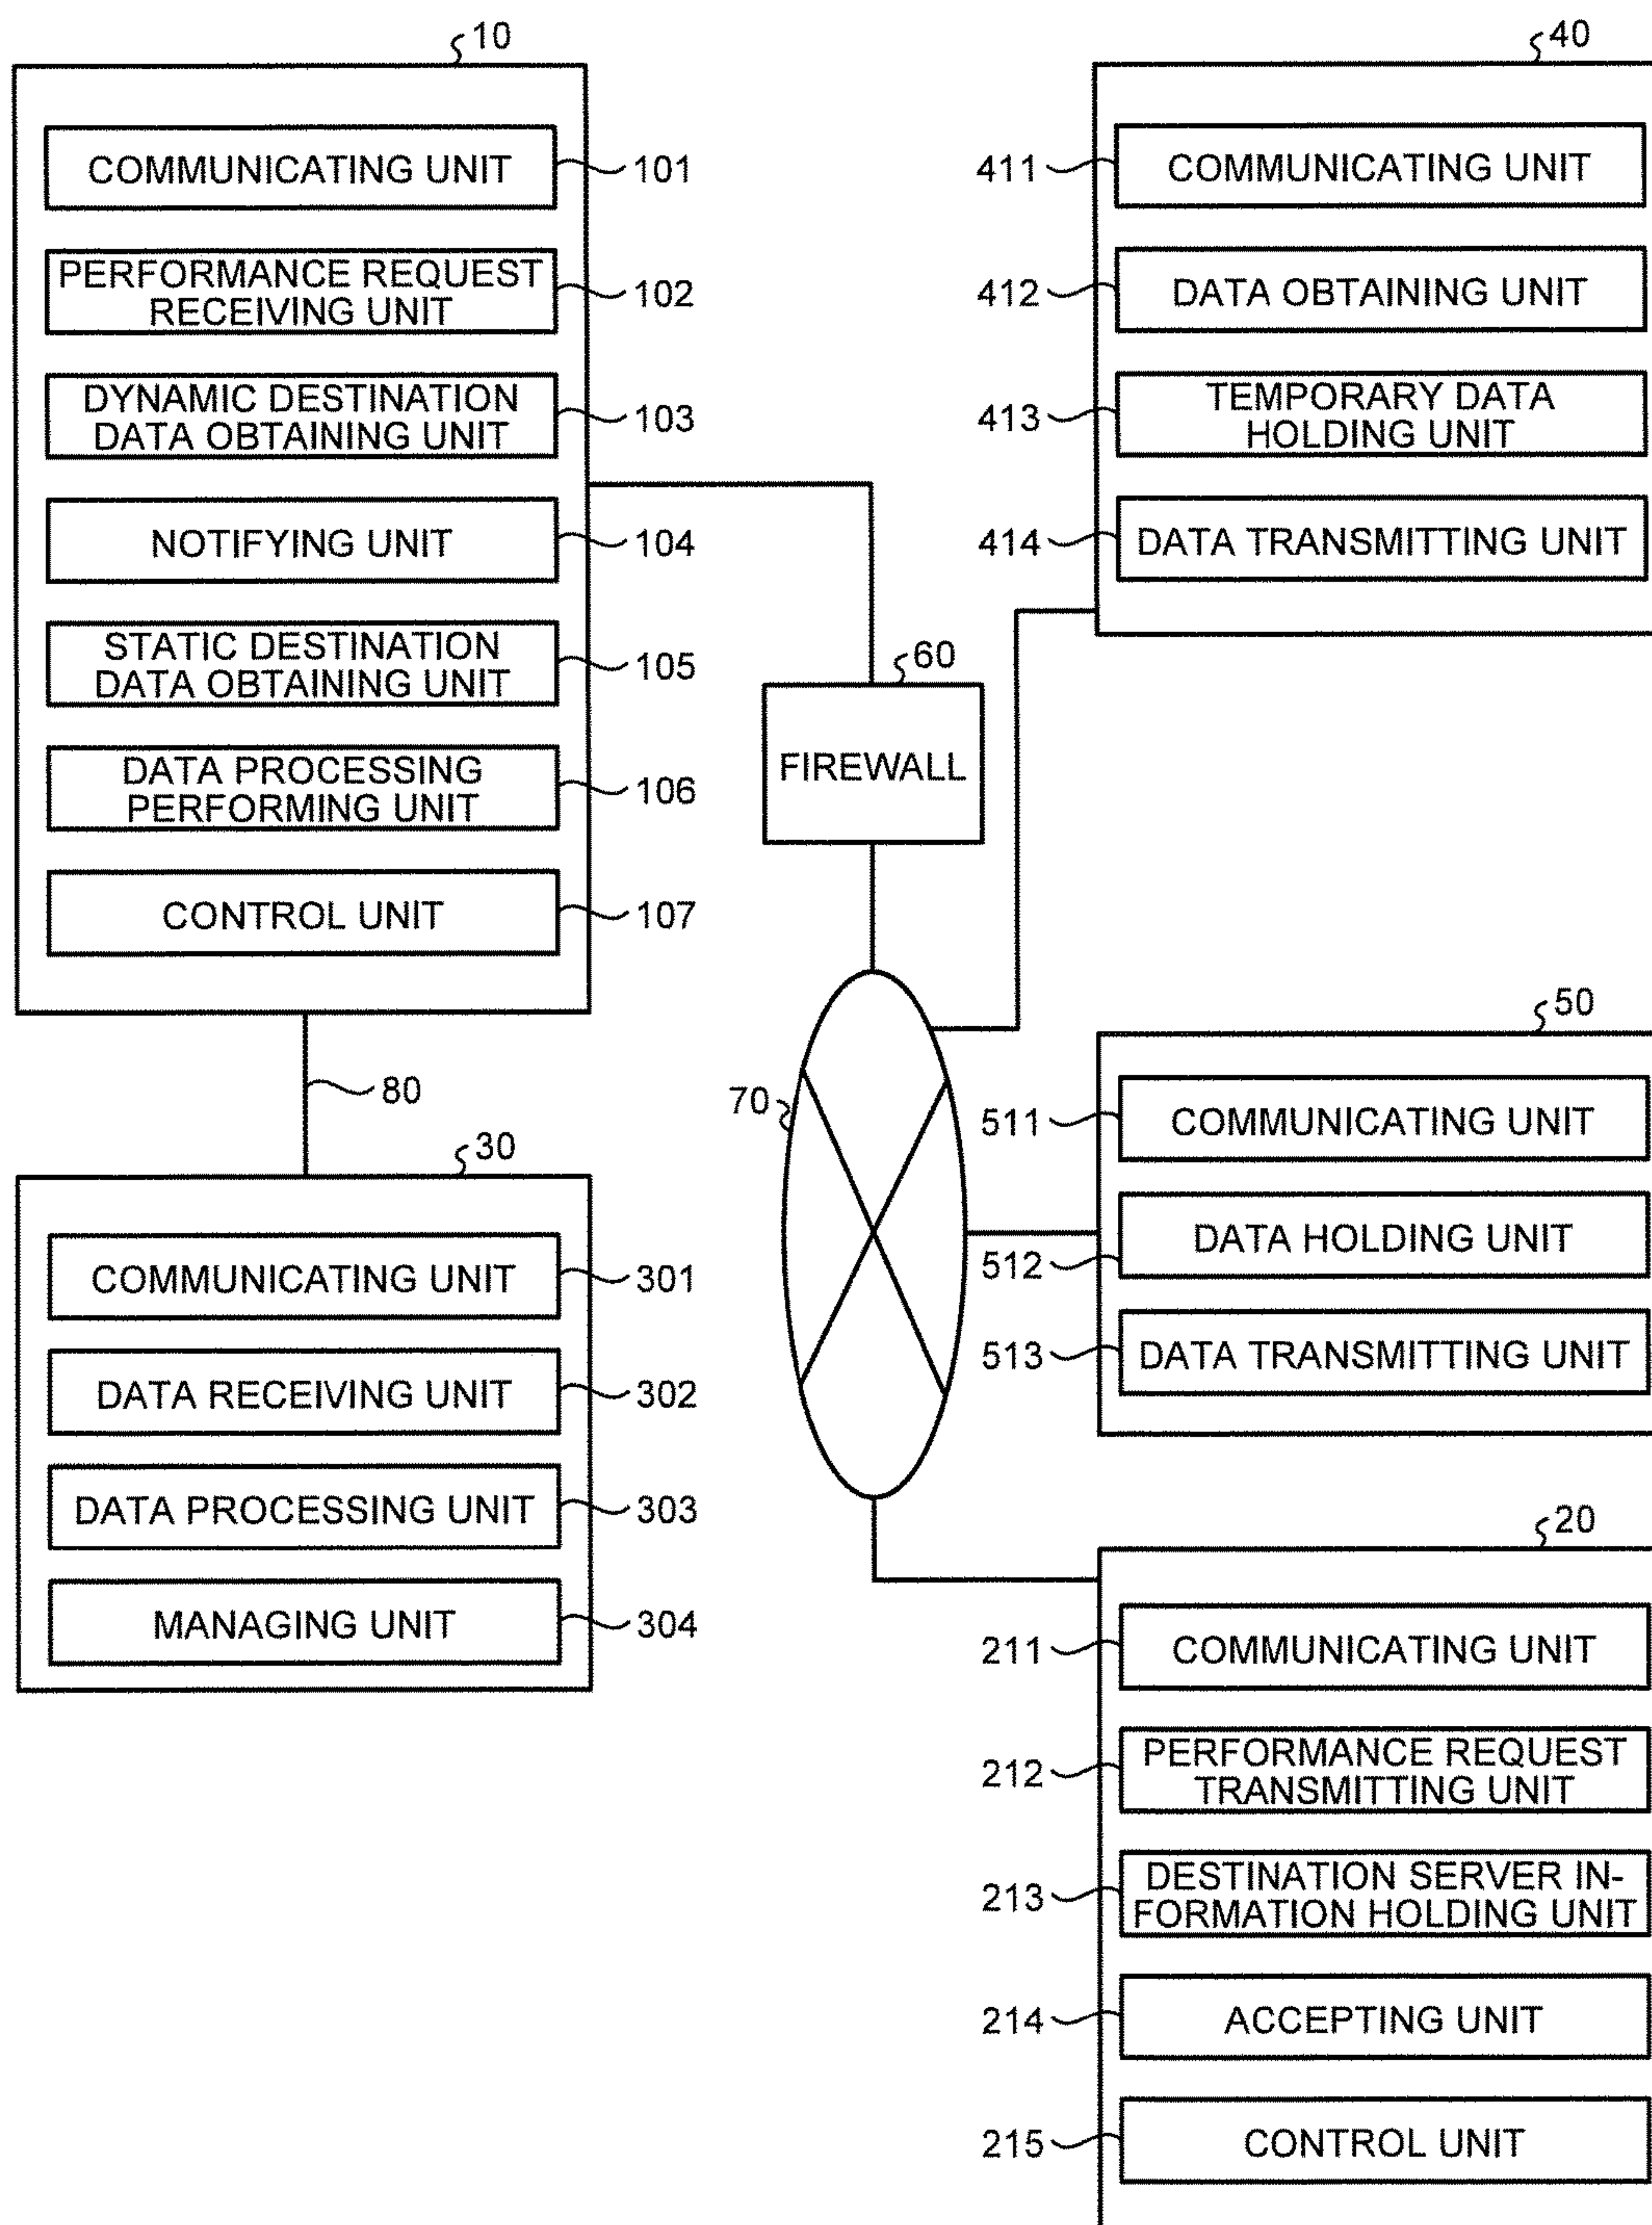 10
COMMUNICATING UNIT
101
PERFORMANCE REQUEST
RECEIVING UNIT
102
DYNAMIC DESTINATION
DATA OBTAINING UNIT
103
NOTIFYING UNIT
104
STATIC DESTINATION
DATA OBTAINING UNIT
105
DATA PROCESSING
PERFORMING UNIT
106
CONTROL UNIT
107
80
30
COMMUNICATING UNIT
301
DATA RECEIVING UNIT
302
DATA PROCESSING UNIT
303
MANAGING UNIT
304
60
FIREWALL
70
40
411
COMMUNICATING UNIT
412
DATA OBTAINING UNIT
413
TEMPORARY DATA
HOLDING UNIT
414
DATA TRANSMITTING UNIT
50
511
COMMUNICATING UNIT
512
DATA HOLDING UNIT
513
DATA TRANSMITTING UNIT
20
211
COMMUNICATING UNIT
212
PERFORMANCE REQUEST
TRANSMITTING UNIT
213
DESTINATION SERVER IN-
FORMATION HOLDING UNIT
214
ACCEPTING UNIT
215
CONTROL UNIT